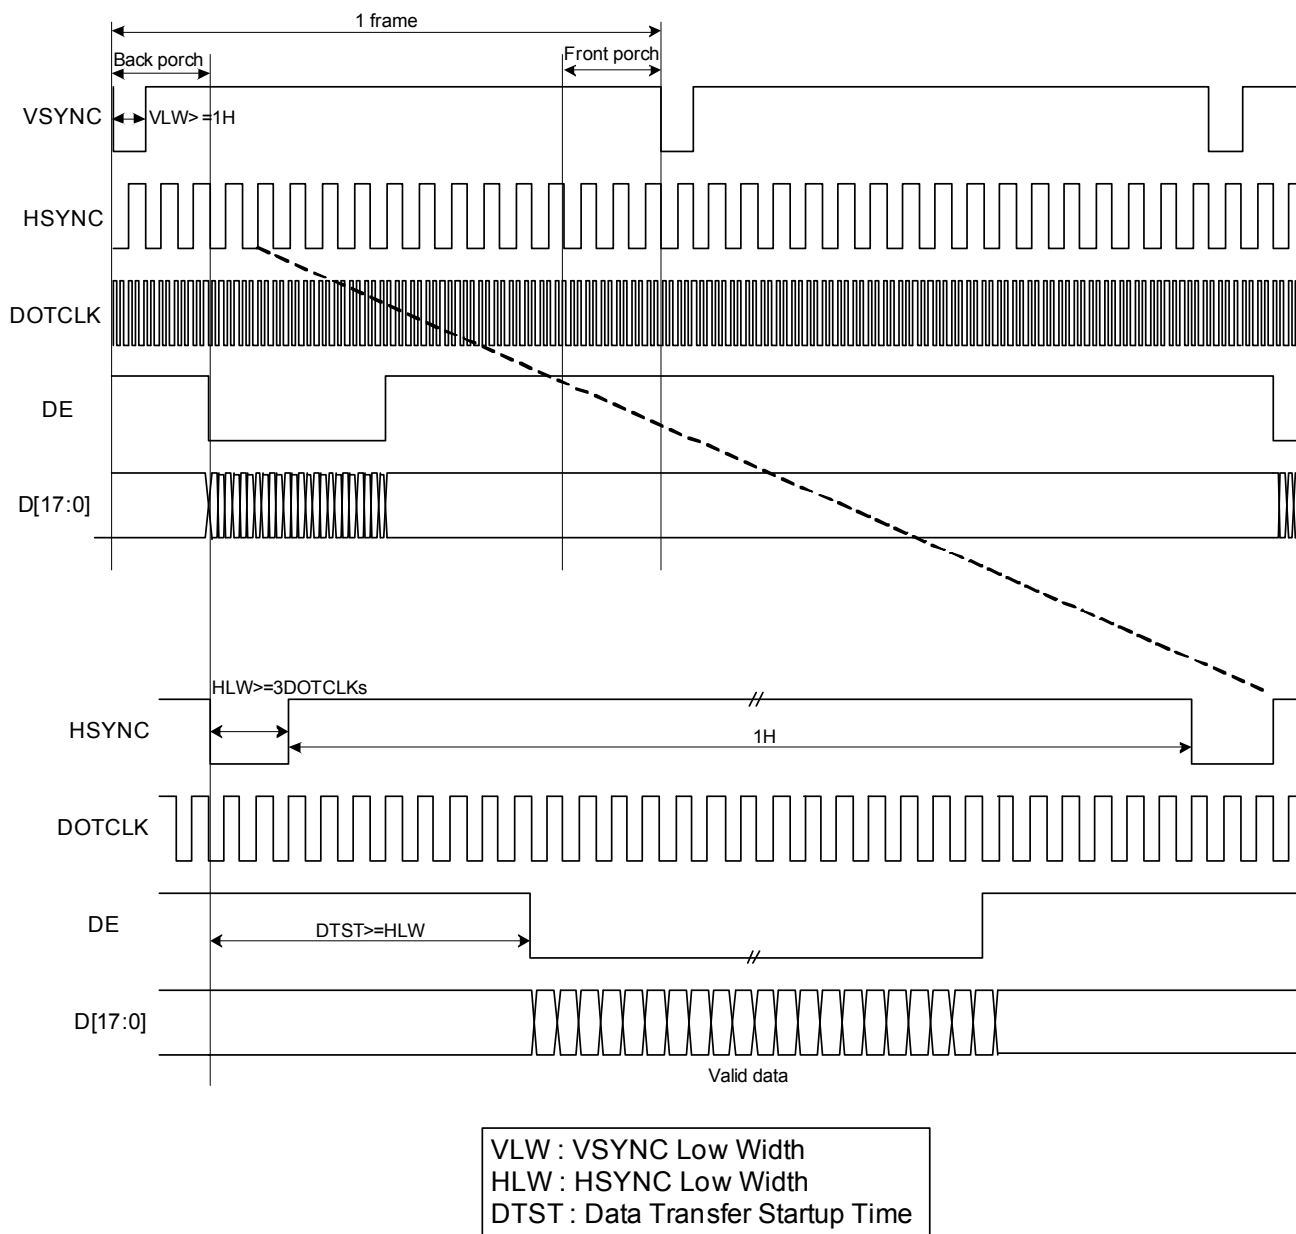 1 frame
Back porch
Front porch
VSYNC
VLW>=1H
HSYNC
DOTCLK
DE
D[17:0]
HLW>=3DOTCLKs
HSYNC
1H
DOTCLK
DE
DTST>=HLW
D[17:0]
Valid data
VLW : VSYNC Low Width
HLW : HSYNC Low Width
DTST : Data Transfer Startup Time